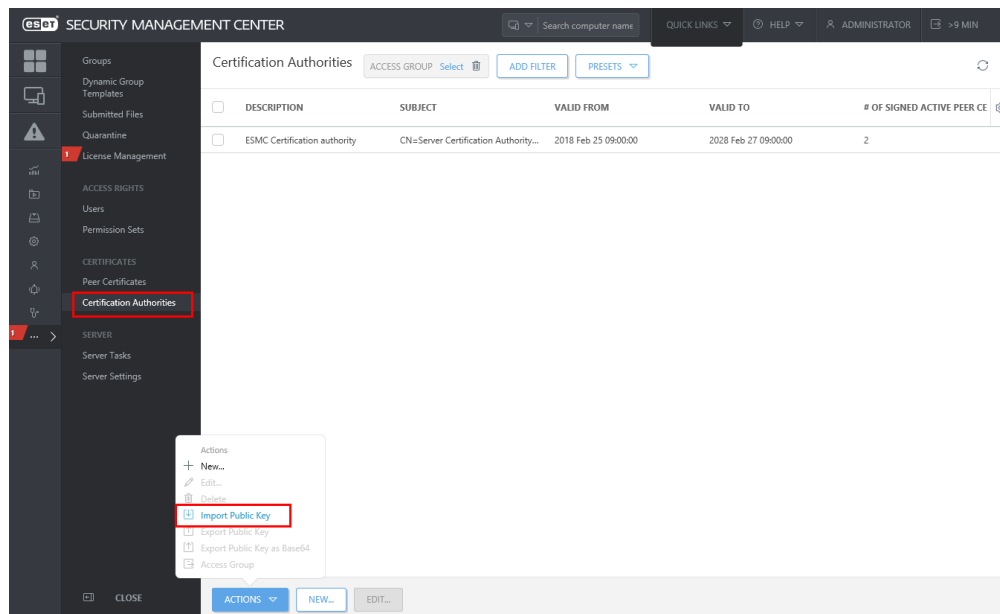 eset SECURITY MANAGEMENT CENTER
Search computer name
QUICK LINKS
HELP
ADMINISTRATOR
>9 MIN
Groups
Dynamic Group
Templates
Submitted Files
Quarantine
1
License Management
ACCESS RIGHTS
Users
Permission Sets
CERTIFICATES
Peer Certificates
Certification Authorities
1
...
SERVER
Server Tasks
Server Settings
CLOSE
Certification Authorities
ACCESS GROUP Select
ADD FILTER
PRESETS
DESCRIPTION SUBJECT VALID FROM VALID TO # OF SIGNED ACTIVE PEER CE
ESMC Certification authority CN=Server Certification Authority... 2018 Feb 25 09:00:00 2028 Feb 27 09:00:00 2
Actions
New...
Edit...
Delete
Import Public Key
Export Public Key
Export Public Key as Base64
Access Group
ACTIONS
NEW...
EDIT...